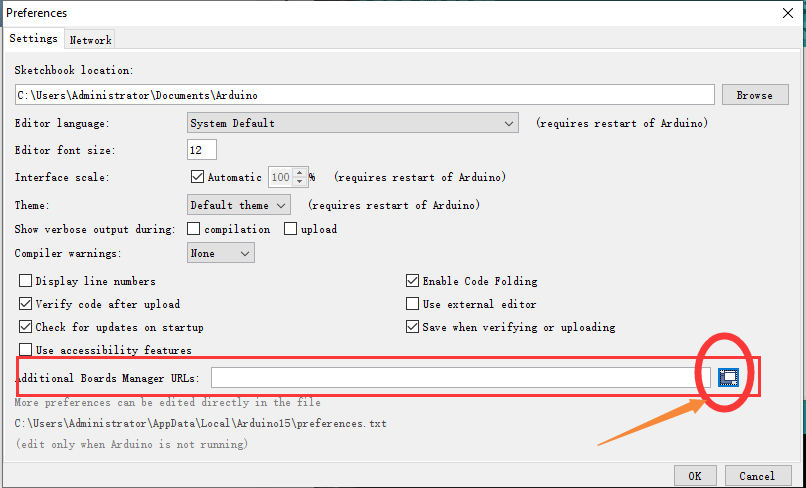 Preferences
Settings Network
Sketchbook location:
C:\Users\Administrator\Documents\Arduino Browse
Editor language: System Default (requires restart of Arduino)
Editor font size: 12
Interface scale: Automatic 100 % (requires restart of Arduino)
Theme: Default theme (requires restart of Arduino)
Show verbose output during: compilation upload
Compiler warnings: None
Display line numbers Enable Code Folding
Verify code after upload Use external editor
Check for updates on startup Save when verifying or uploading
Use accessibility features
Additional Boards Manager URLs:
More preferences can be edited directly in the file
C:\Users\Administrator\AppData\Local\Arduino15\preferences.txt
(edit only when Arduino is not running)
OK Cancel